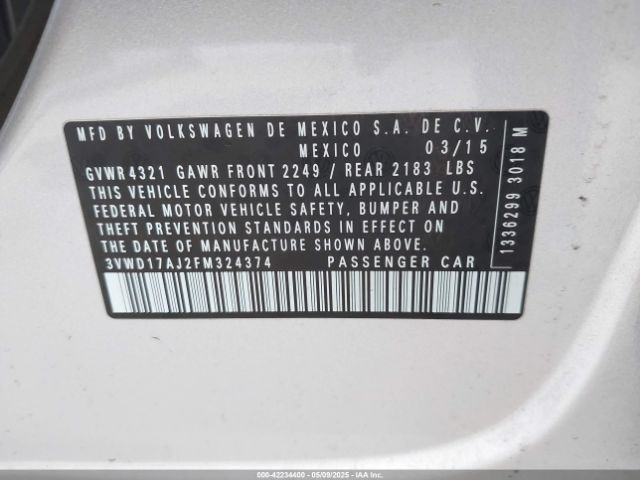 MFD BY VOLKSWAGEN DE MEXICO S.A. DE C.V.
MEXICO 03/15
GVWR 4321 GAWR FRONT 2249 / REAR 2183 LBS
THIS VEHICLE CONFORMS TO ALL APPLICABLE U.S.
FEDERAL MOTOR VEHICLE SAFETY, BUMPER AND
THEFT PREVENTION STANDARDS IN EFFECT ON
THE DATE OF MANUFACTURE SHOWN ABOVE.
3VWD17AJ2FM324374 PASSENGER CAR
1336299 3018 M
000-42234400 - 05/09/2025 - IAA Inc.